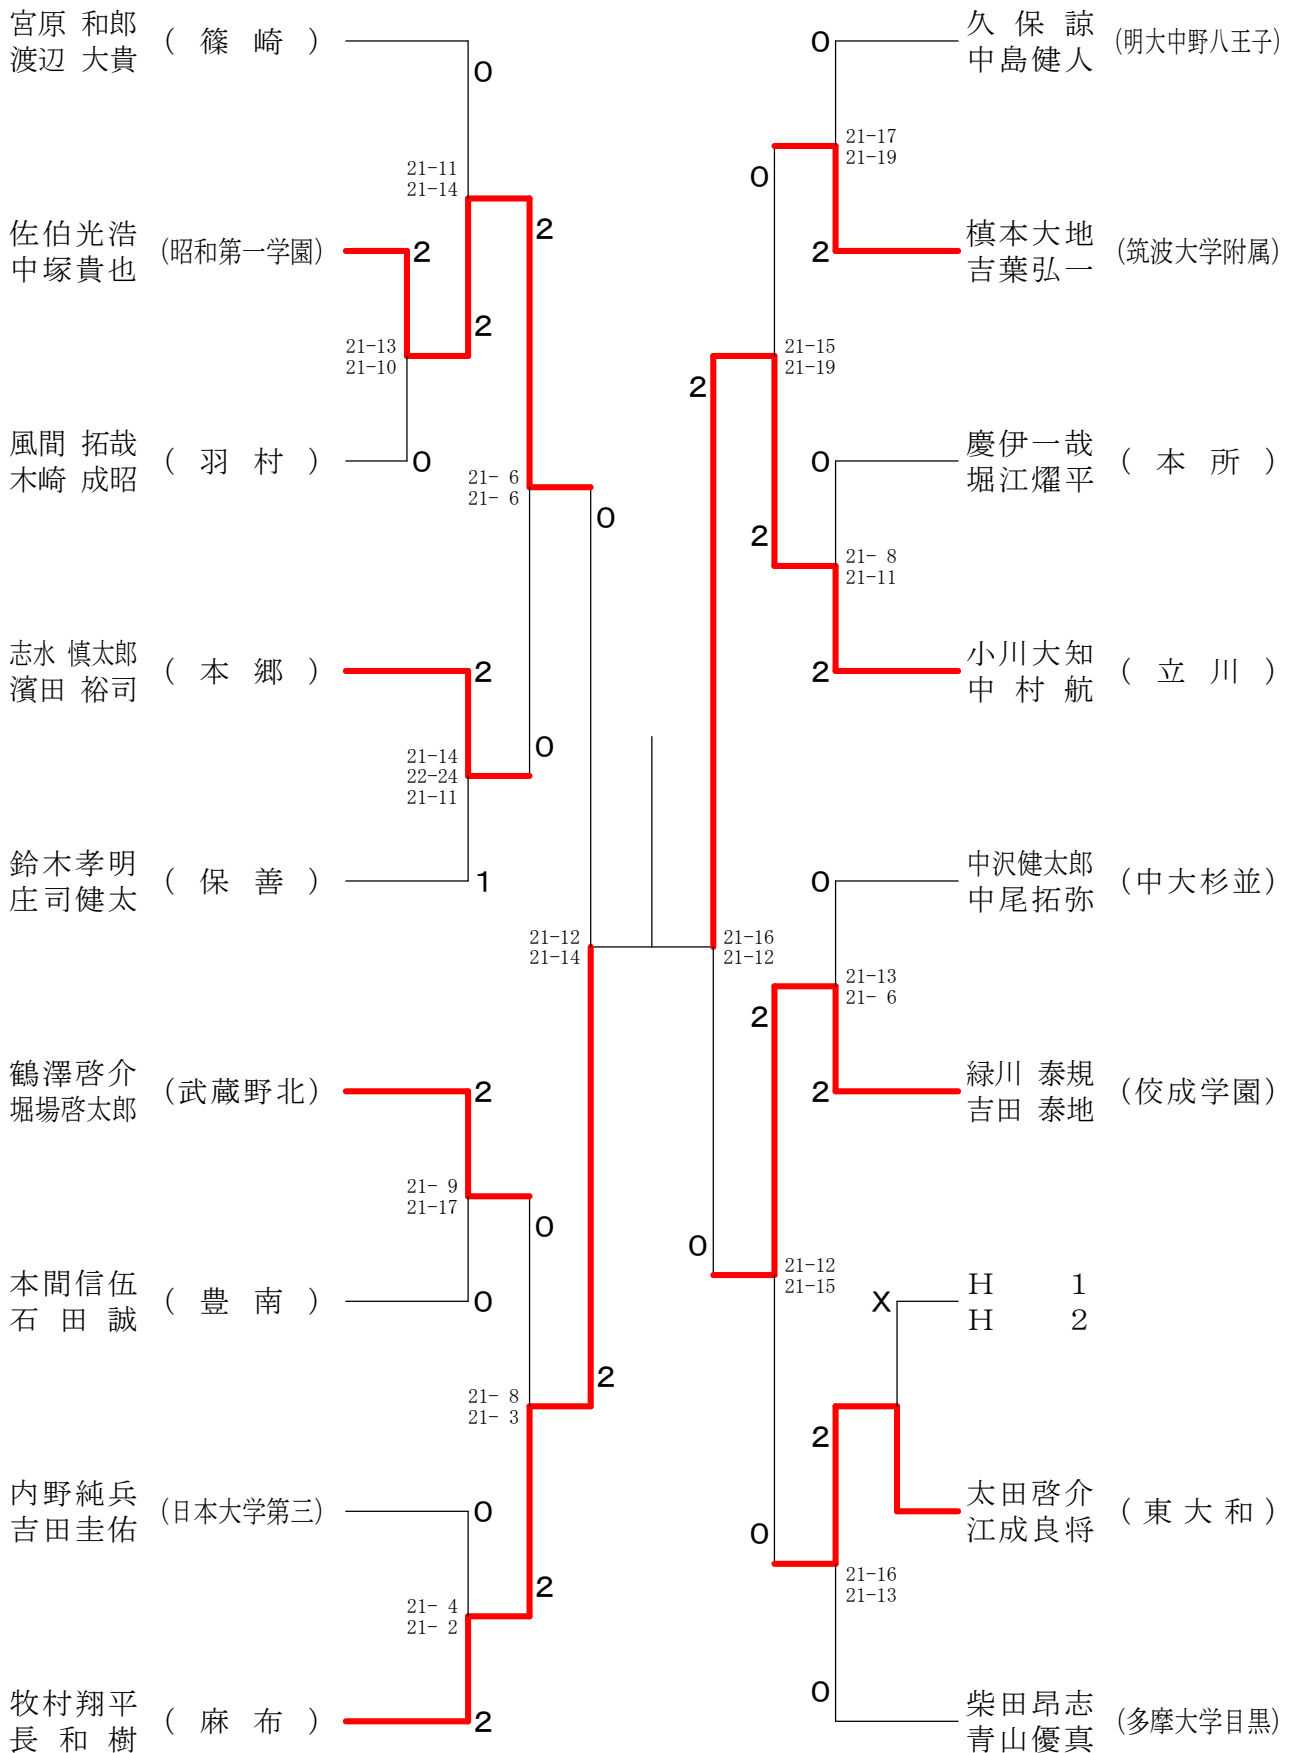 宮原 和郎
渡辺 大貴
( 篠 崎 )
0
21-11
21-14
佐伯光浩
中塚貴也
(昭和第一学園)
2
2
2
21-13
21-10
風間 拓哉
木崎 成昭
( 羽 村 )
0
21- 6
21- 6
0
志水 慎太郎
濱田 裕司
( 本 郷 )
2
0
21-14
22-24
21-11
鈴木孝明
庄司健太
( 保 善 )
1
21-12
21-14
鶴澤啓介
堀場啓太郎
(武蔵野北)
2
21- 9
21-17
0
本間信伍
石 田 誠
( 豊 南 )
0
2
21- 8
21- 3
内野純兵
吉田圭佑
(日本大学第三)
0
2
21- 4
21- 2
牧村翔平
長 和 樹
( 麻 布 )
2
0
久 保 諒
中島健人
(明大中野八王子)
21-17
21-19
0
2
槙本大地
吉葉弘一
(筑波大学附属)
21-15
21-19
2
0
慶伊一哉
堀江燿平
( 本 所 )
2
21- 8
21-11
2
小川大知
中 村 航
( 立 川 )
0
中沢健太郎
中尾拓弥
(中大杉並)
21-16
21-12
21-13
21- 6
2
2
緑川 泰規
吉田 泰地
(佼成学園)
0
21-12
21-15
X
H 1
H 2
2
太田啓介
江成良将
(東大和)
0
21-16
21-13
0
柴田昂志
青山優真
(多摩大学目黒)